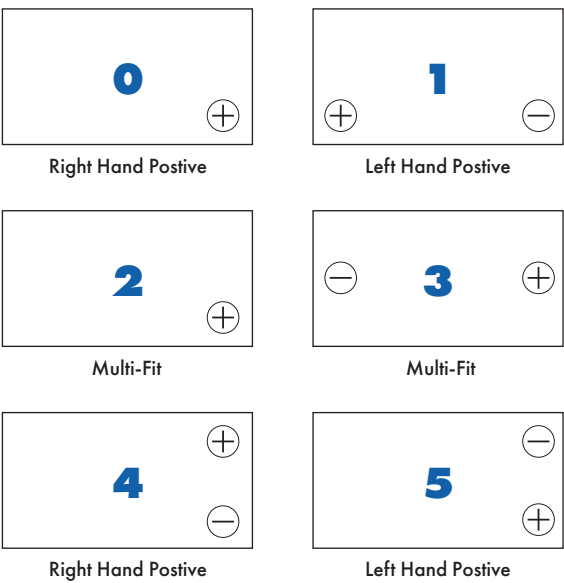 0
+
Right Hand Postive
1
+ −
Left Hand Postive
2
+
Multi-Fit
− 3 +
Multi-Fit
+
4
−
Right Hand Postive
−
5
+
Left Hand Postive